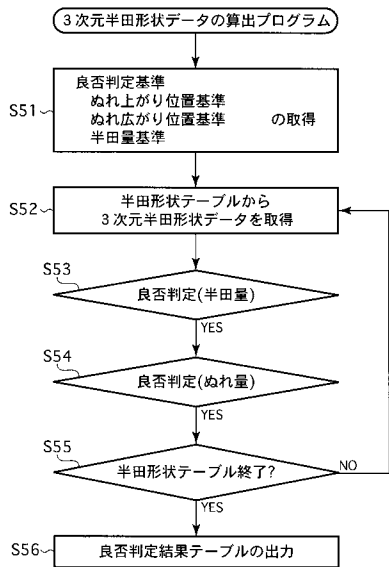 3次元半田形状データの算出プログラム
S51
良否判定基準
ぬれ上がり位置基準
ぬれ広がり位置基準 の取得
半田量基準
S52
半田形状テーブルから
3次元半田形状データを取得
S53
良否判定(半田量)
YES
S54
良否判定(ぬれ量)
YES
S55
半田形状テーブル終了?
NO
YES
S56
良否判定結果テーブルの出力